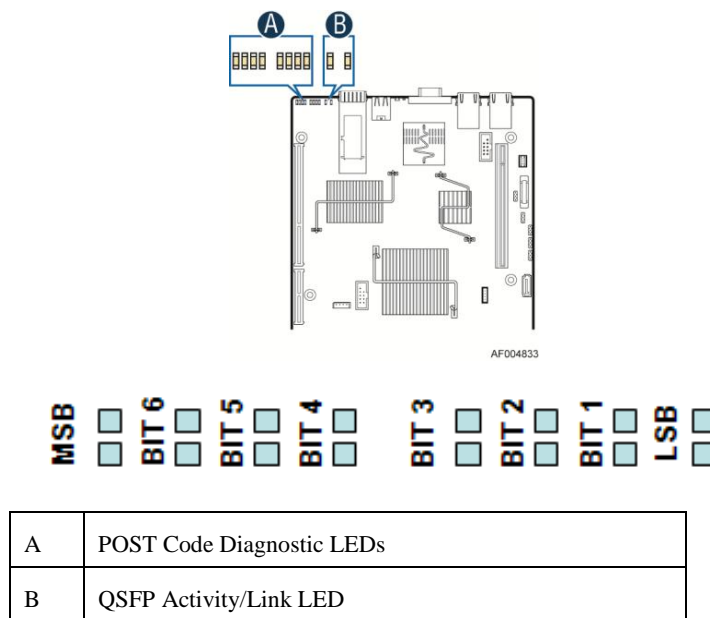 A B
AF004833
MSB BIT 6 BIT 5 BIT 4 BIT 3 BIT 2 BIT 1 LSB
A POST Code Diagnostic LEDs
B QSFP Activity/Link LED